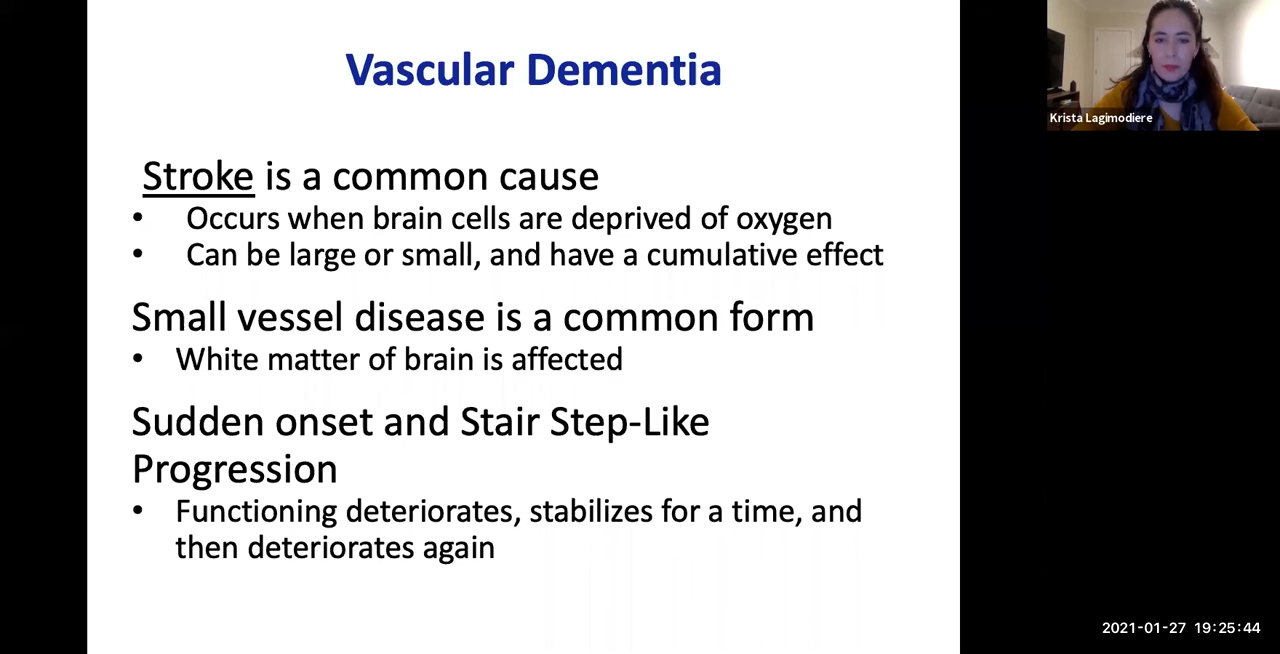 Vascular Dementia
Krista Lagimodiere
Stroke is a common cause
• Occurs when brain cells are deprived of oxygen
• Can be large or small, and have a cumulative effect
Small vessel disease is a common form
• White matter of brain is affected
Sudden onset and Stair Step-Like
Progression
• Functioning deteriorates, stabilizes for a time, and
then deteriorates again
2021-01-27 19:25:44